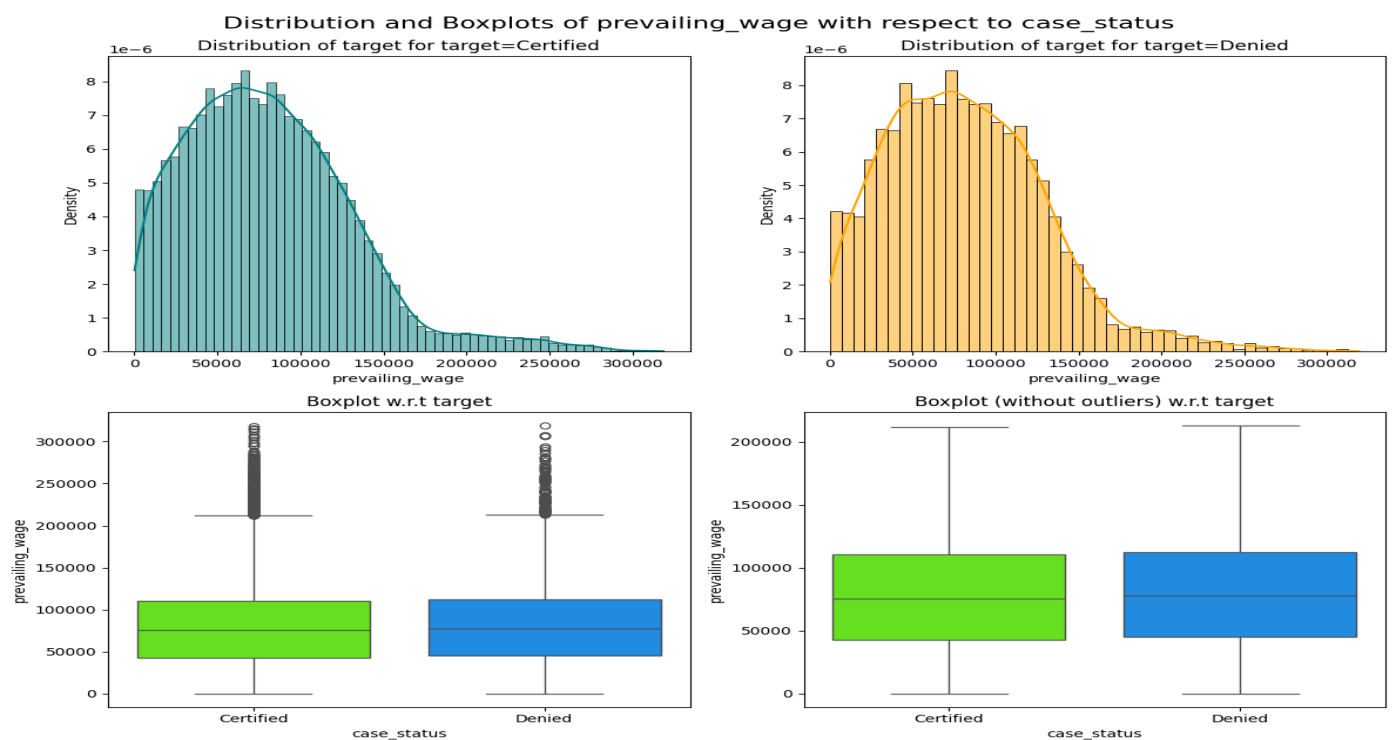 Distribution and Boxplots of prevailing_wage with respect to case_status
1e−6
Distribution of target for target=Certified
8
7
6
5
4
3
2
1
0
Density
0 50000 100000 150000 200000 250000 300000
prevailing_wage
1e−6
Distribution of target for target=Denied
8
7
6
5
4
3
2
1
0
Density
0 50000 100000 150000 200000 250000 300000
prevailing_wage
Boxplot w.r.t target
300000
250000
200000
150000
100000
50000
0
prevailing_wage
Certified Denied
case_status
Boxplot (without outliers) w.r.t target
200000
150000
100000
50000
0
prevailing_wage
Certified Denied
case_status